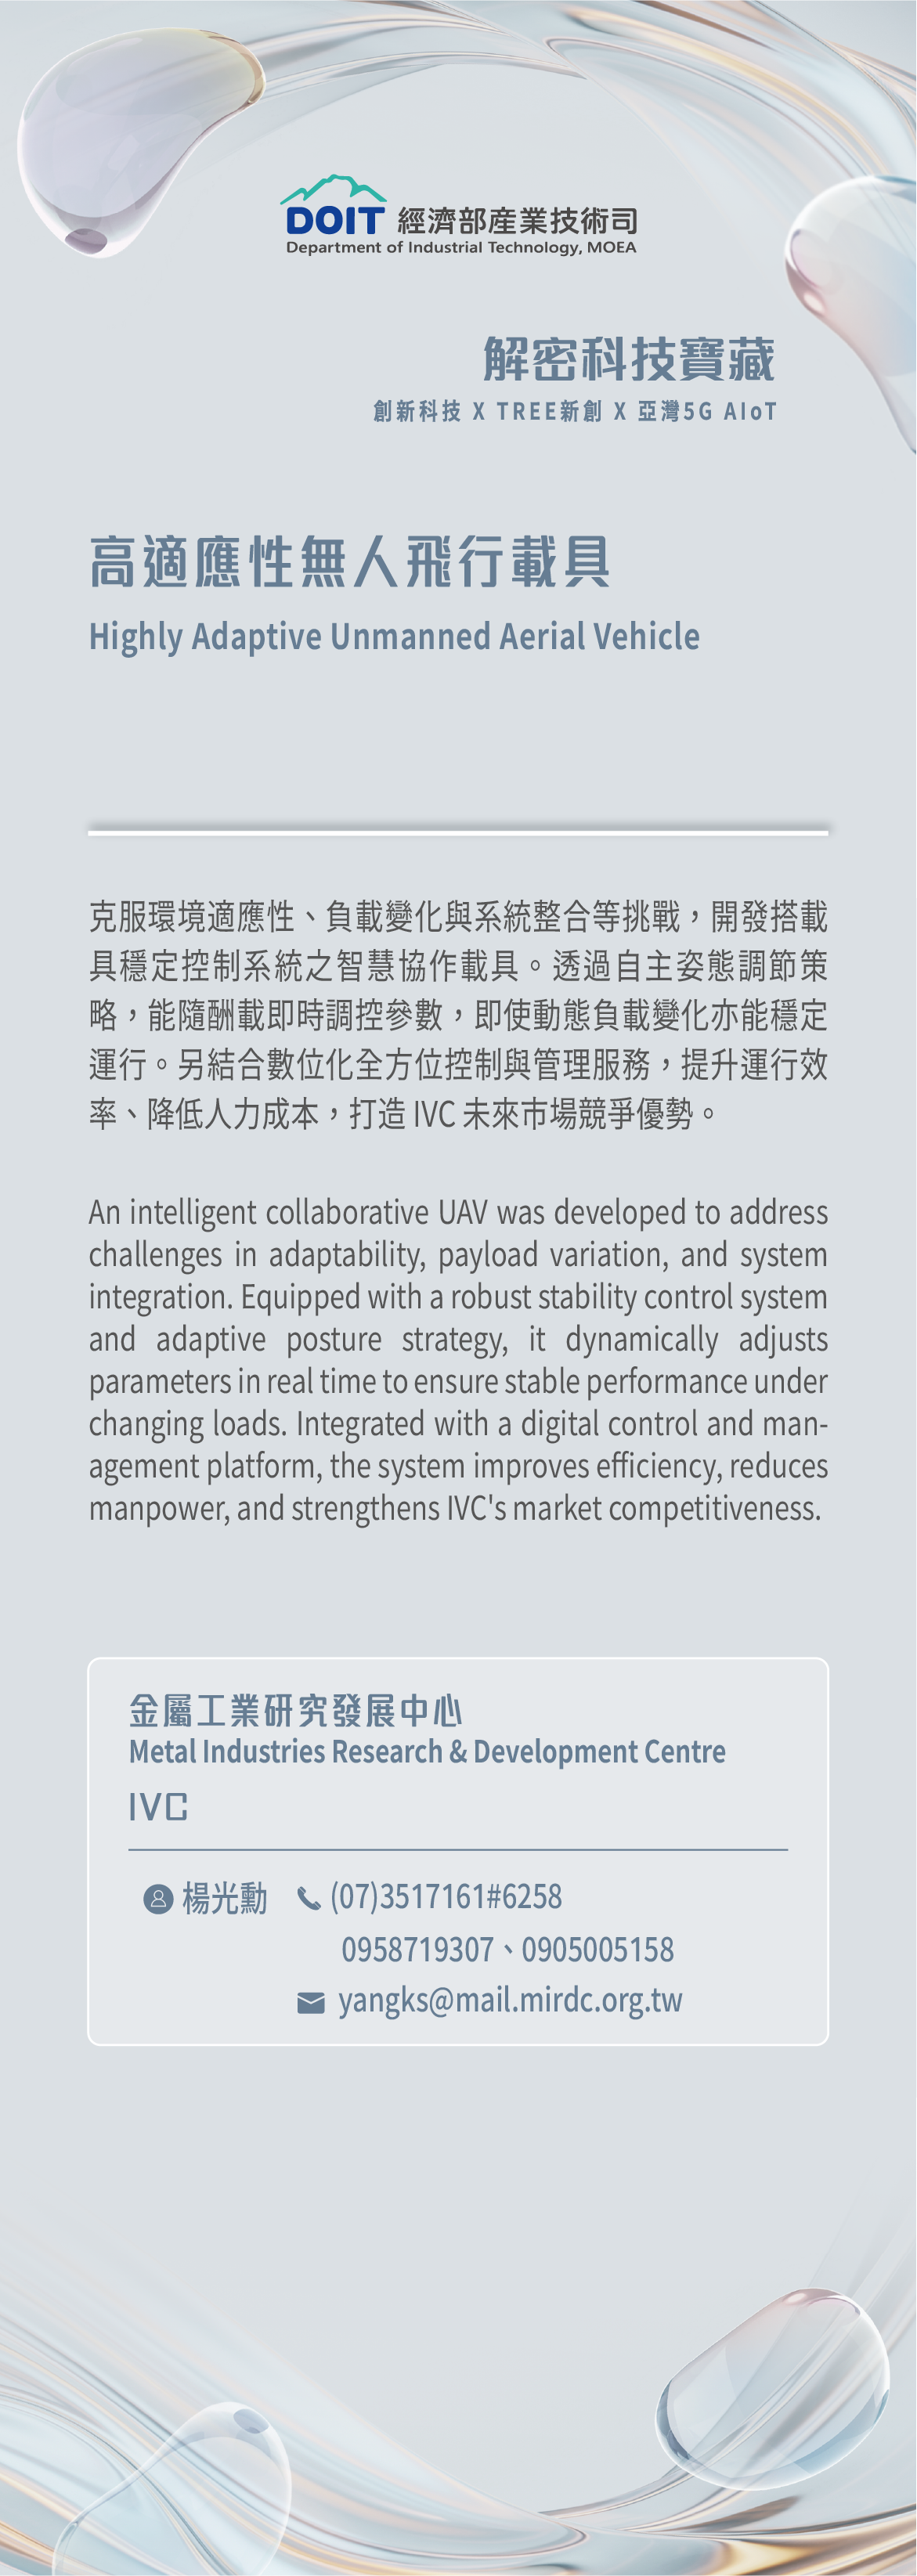 DOIT 經濟部產業技術司
Department of Industrial Technology, MOEA
解密科技寶藏
創新科技 X TREE新創 X 亞灣5G AIoT
高適應性無人飛行載具
Highly Adaptive Unmanned Aerial Vehicle
克服環境適應性、負載變化與系統整合等挑戰，開發搭載
具穩定控制系統之智慧協作載具。透過自主姿態調節策
略，能隨酬載即時調控參數，即使動態負載變化亦能穩定
運行。另結合數位化全方位控制與管理服務，提升運行效
率、降低人力成本，打造 IVC 未來市場競爭優勢。
An intelligent collaborative UAV was developed to address
challenges in adaptability, payload variation, and system
integration. Equipped with a robust stability control system
and adaptive posture strategy, it dynamically adjusts
parameters in real time to ensure stable performance under
changing loads. Integrated with a digital control and man-
agement platform, the system improves efficiency, reduces
manpower, and strengthens IVC's market competitiveness.
金屬工業研究發展中心
Metal Industries Research & Development Centre
IVC
楊光勳 (07)3517161#6258
0958719307、0905005158
yangks@mail.mirdc.org.tw